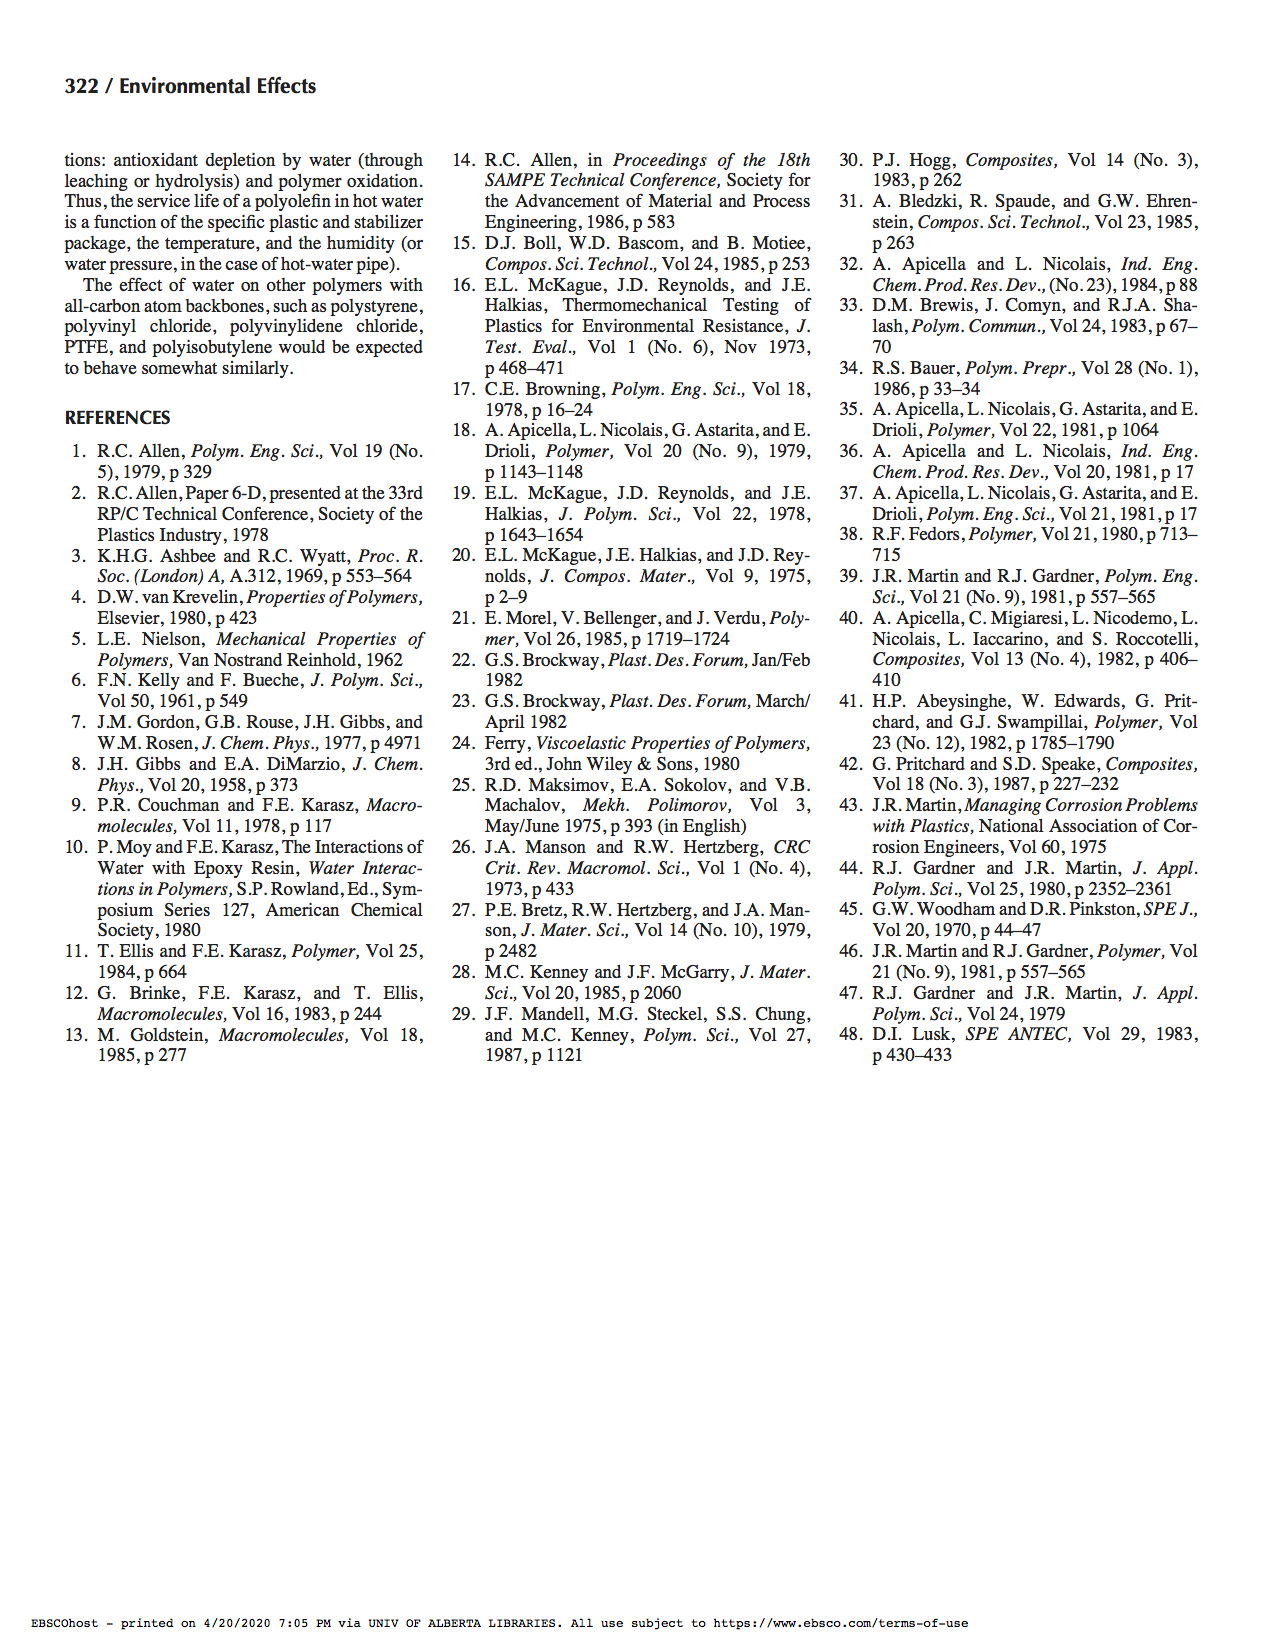 322 / Environmental Effects
tions: antioxidant depletion by water (through
leaching or hydrolysis) and polymer oxidation.
Thus, the service life of a polyolefin in hot water
is a function of the specific plastic and stabilizer
package, the temperature, and the humidity (or
water pressure, in the case of hot-water pipe).
The effect of water on other polymers with
all-carbon atom backbones, such as polystyrene,
polyvinyl chloride, polyvinylidene chloride,
PTFE, and polyisobutylene would be expected
to behave somewhat similarly.
REFERENCES
1. R.C. Allen, Polym. Eng. Sci., Vol 19 (No.
5), 1979, p 329
2. R.C. Allen, Paper 6-D, presented at the 33rd
RP/C Technical Conference, Society of the
Plastics Industry, 1978
3. K.H.G. Ashbee and R.C. Wyatt, Proc. R.
Soc. (London) A, A.312, 1969, p 553–564
4. D.W. van Krevelin, Properties of Polymers,
Elsevier, 1980, p 423
5. L.E. Nielson, Mechanical Properties of
Polymers, Van Nostrand Reinhold, 1962
6. F.N. Kelly and F. Bueche, J. Polym. Sci.,
Vol 50, 1961, p 549
7. J.M. Gordon, G.B. Rouse, J.H. Gibbs, and
W.M. Rosen, J. Chem. Phys., 1977, p 4971
8. J.H. Gibbs and E.A. DiMarzio, J. Chem.
Phys., Vol 20, 1958, p 373
9. P.R. Couchman and F.E. Karasz, Macro-
molecules, Vol 11, 1978, p 117
10. P. Moy and F.E. Karasz, The Interactions of
Water with Epoxy Resin, Water Interac-
tions in Polymers, S.P. Rowland, Ed., Sym-
posium Series 127, American Chemical
Society, 1980
11. T. Ellis and F.E. Karasz, Polymer, Vol 25,
1984, p 664
12. G. Brinke, F.E. Karasz, and T. Ellis,
Macromolecules, Vol 16, 1983, p 244
13. M. Goldstein, Macromolecules, Vol 18,
1985, p 277
14. R.C. Allen, in Proceedings of the 18th
SAMPE Technical Conference, Society for
the Advancement of Material and Process
Engineering, 1986, p 583
15. D.J. Boll, W.D. Bascom, and B. Motiee,
Compos. Sci. Technol., Vol 24, 1985, p 253
16. E.L. McKague, J.D. Reynolds, and J.E.
Halkias, Thermomechanical Testing of
Plastics for Environmental Resistance, J.
Test. Eval., Vol 1 (No. 6), Nov 1973,
p 468–471
17. C.E. Browning, Polym. Eng. Sci., Vol 18,
1978, p 16–24
18. A. Apicella, L. Nicolais, G. Astarita, and E.
Drioli, Polymer, Vol 20 (No. 9), 1979,
p 1143–1148
19. E.L. McKague, J.D. Reynolds, and J.E.
Halkias, J. Polym. Sci., Vol 22, 1978,
p 1643–1654
20. E.L. McKague, J.E. Halkias, and J.D. Rey-
nolds, J. Compos. Mater., Vol 9, 1975,
p 2–9
21. E. Morel, V. Bellenger, and J. Verdu, Poly-
mer, Vol 26, 1985, p 1719–1724
22. G.S. Brockway, Plast. Des. Forum, Jan/Feb
1982
23. G.S. Brockway, Plast. Des. Forum, March/
April 1982
24. Ferry, Viscoelastic Properties of Polymers,
3rd ed., John Wiley & Sons, 1980
25. R.D. Maksimov, E.A. Sokolov, and V.B.
Machalov, Mekh. Polimorov, Vol 3,
May/June 1975, p 393 (in English)
26. J.A. Manson and R.W. Hertzberg, CRC
Crit. Rev. Macromol. Sci., Vol 1 (No. 4),
1973, p 433
27. P.E. Bretz, R.W. Hertzberg, and J.A. Man-
son, J. Mater. Sci., Vol 14 (No. 10), 1979,
p 2482
28. M.C. Kenney and J.F. McGarry, J. Mater.
Sci., Vol 20, 1985, p 2060
29. J.F. Mandell, M.G. Steckel, S.S. Chung,
and M.C. Kenney, Polym. Sci., Vol 27,
1987, p 1121
30. P.J. Hogg, Composites, Vol 14 (No. 3),
1983, p 262
31. A. Bledzki, R. Spaude, and G.W. Ehren-
stein, Compos. Sci. Technol., Vol 23, 1985,
p 263
32. A. Apicella and L. Nicolais, Ind. Eng.
Chem. Prod. Res. Dev., (No. 23), 1984, p 88
33. D.M. Brewis, J. Comyn, and R.J.A. Sha-
lash, Polym. Commun., Vol 24, 1983, p 67–
70
34. R.S. Bauer, Polym. Prepr., Vol 28 (No. 1),
1986, p 33–34
35. A. Apicella, L. Nicolais, G. Astarita, and E.
Drioli, Polymer, Vol 22, 1981, p 1064
36. A. Apicella and L. Nicolais, Ind. Eng.
Chem. Prod. Res. Dev., Vol 20, 1981, p 17
37. A. Apicella, L. Nicolais, G. Astarita, and E.
Drioli, Polym. Eng. Sci., Vol 21, 1981, p 17
38. R.F. Fedors, Polymer, Vol 21, 1980, p 713–
715
39. J.R. Martin and R.J. Gardner, Polym. Eng.
Sci., Vol 21 (No. 9), 1981, p 557–565
40. A. Apicella, C. Migiaresi, L. Nicodemo, L.
Nicolais, L. Iaccarino, and S. Roccotelli,
Composites, Vol 13 (No. 4), 1982, p 406–
410
41. H.P. Abeysinghe, W. Edwards, G. Prit-
chard, and G.J. Swampillai, Polymer, Vol
23 (No. 12), 1982, p 1785–1790
42. G. Pritchard and S.D. Speake, Composites,
Vol 18 (No. 3), 1987, p 227–232
43. J.R. Martin, Managing Corrosion Problems
with Plastics, National Association of Cor-
rosion Engineers, Vol 60, 1975
44. R.J. Gardner and J.R. Martin, J. Appl.
Polym. Sci., Vol 25, 1980, p 2352–2361
45. G.W. Woodham and D.R. Pinkston, SPE J.,
Vol 20, 1970, p 44–47
46. J.R. Martin and R.J. Gardner, Polymer, Vol
21 (No. 9), 1981, p 557–565
47. R.J. Gardner and J.R. Martin, J. Appl.
Polym. Sci., Vol 24, 1979
48. D.I. Lusk, SPE ANTEC, Vol 29, 1983,
p 430–433
EBSCOhost - printed on 4/20/2020 7:05 PM via UNIV OF ALBERTA LIBRARIES. All use subject to https://www.ebsco.com/terms-of-use